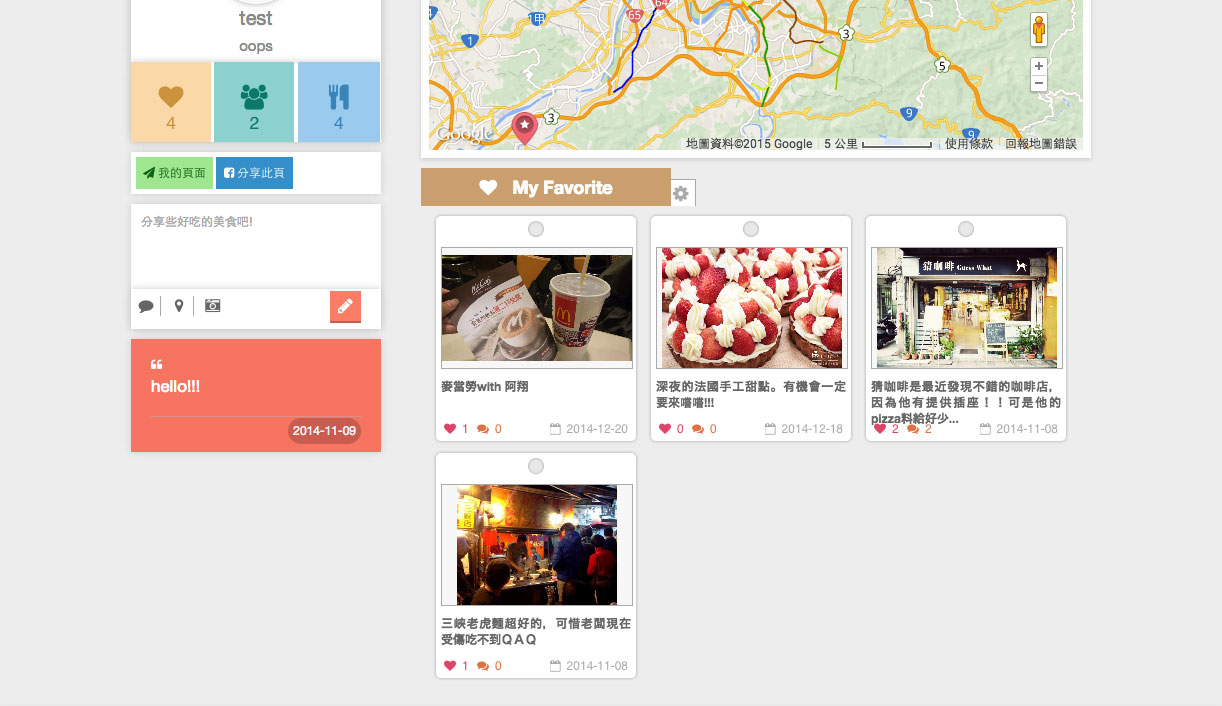 test
oops
4
2
4
我的頁面
分享此頁
分享些好吃的美食吧!
hello!!!
2014-11-09
65
64
甲
1
3
3
5
9
9
Google
地圖資料©2015 Google
5 公里
使用條款
回報地圖錯誤
My Favorite
McCafé
麥當勞with 阿翔
1
0
2014-12-20
深夜的法國手工甜點。有機會一定
要來嚐嚐!!!
0
0
2014-12-18
猜咖啡 Guess What
猜咖啡是最近發現不錯的咖啡店,
因為他有提供插座！！可是他的
pizza料給好少...
2
2
2014-11-08
三峽老虎麵超好的，可惜老闆現在
受傷吃不到ＱＡＱ
1
0
2014-11-08